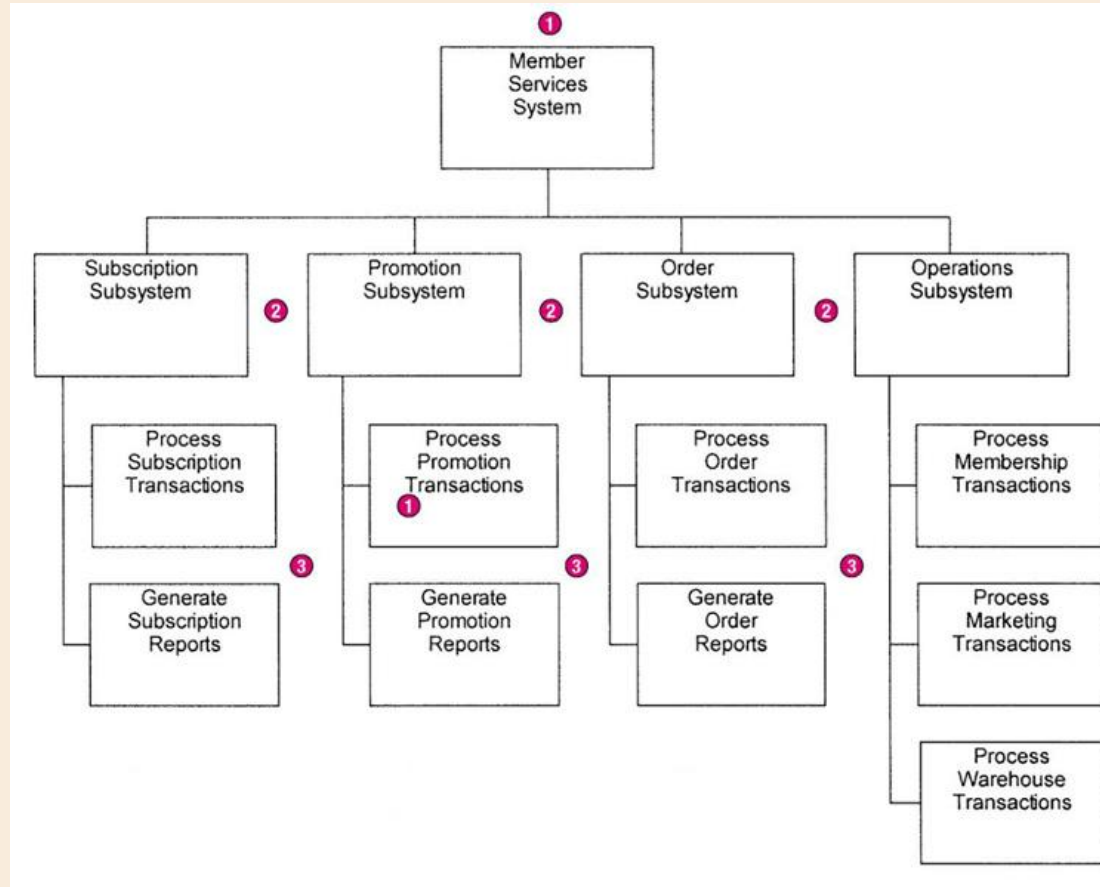 1
Member
Services
System
Subscription
Subsystem
2
Promotion
Subsystem
2
Order
Subsystem
2
Operations
Subsystem
Process
Subscription
Transactions
Process
Promotion
Transactions
1
Process
Order
Transactions
Process
Membership
Transactions
3
3
3
Generate
Subscription
Reports
Generate
Promotion
Reports
Generate
Order
Reports
Process
Marketing
Transactions
Process
Warehouse
Transactions